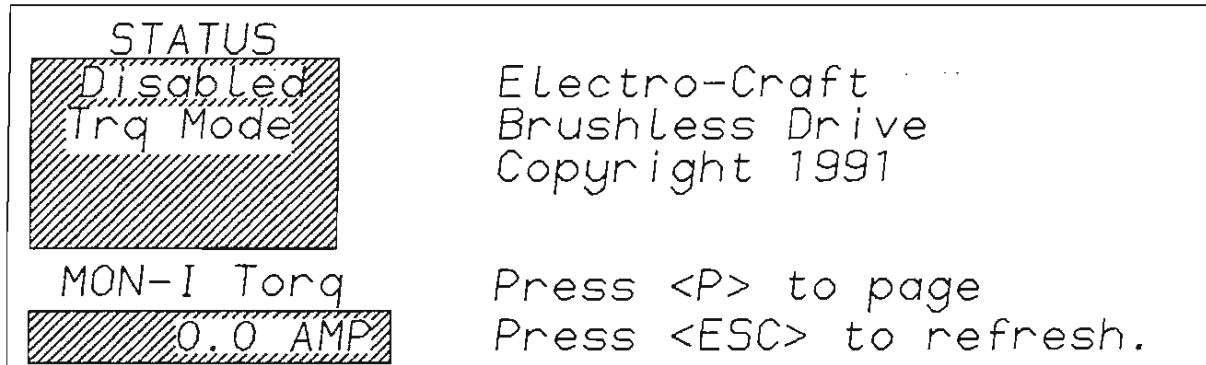 STATUS
Disabled
Trq Mode
Electro-Craft
Brushless Drive
Copyright 1991
MON-I Torq
0.0 AMP
Press <P> to page
Press <ESC> to refresh.